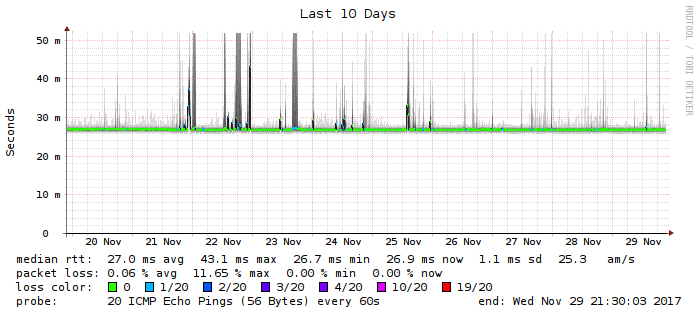 Last 10 Days
RRDTOOL / TOBI OETIKER
Seconds
50 m
40 m
30 m
20 m
10 m
0
20 Nov 21 Nov 22 Nov 23 Nov 24 Nov 25 Nov 26 Nov 27 Nov 28 Nov 29 Nov
median rtt: 27.0 ms avg 43.1 ms max 26.7 ms min 26.9 ms now 1.1 ms sd 25.3 am/s
packet loss: 0.06 % avg 11.65 % max 0.00 % min 0.00 % now
loss color: 0 1/20 2/20 3/20 4/20 10/20 19/20
probe: 20 ICMP Echo Pings (56 Bytes) every 60s end: Wed Nov 29 21:30:03 2017